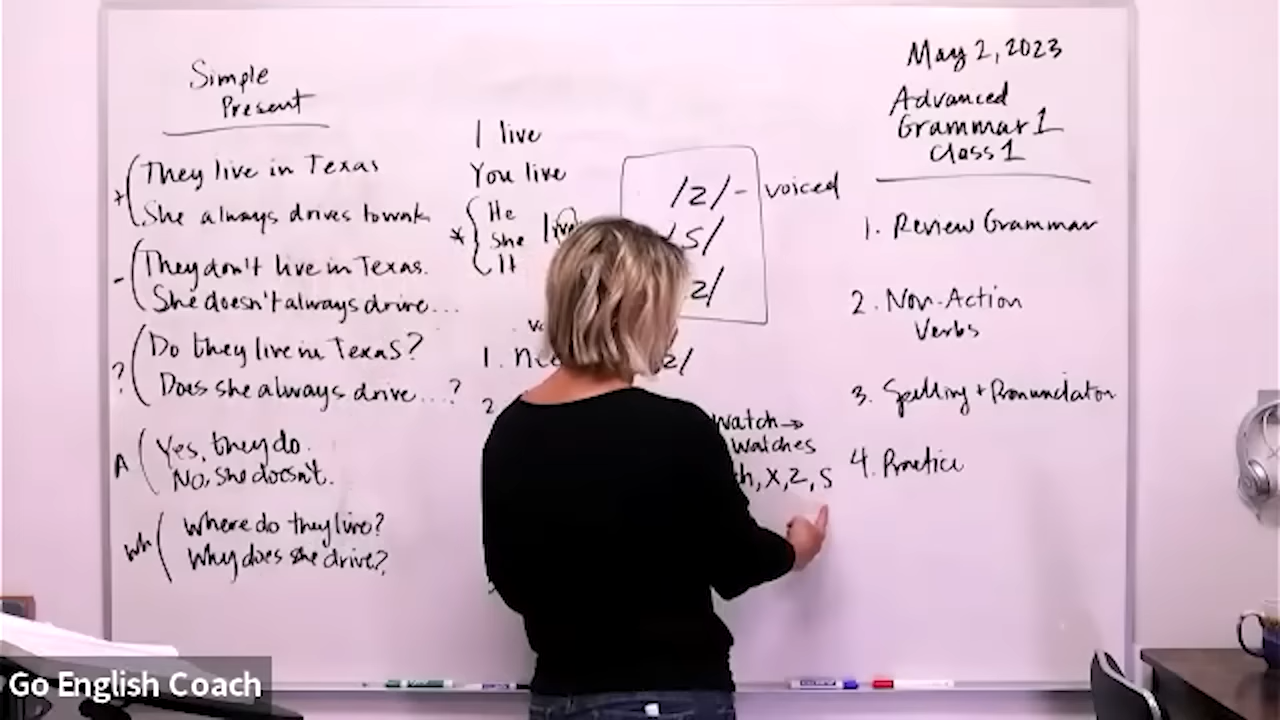 Simple
Present
+ ( They live in Texas
She always drives to work
- ( They don't live in Texas.
She doesn't always drive...
? ( Do they live in Texas?
Does she always drive...?
A ( Yes, they do.
No, she doesn't.
Wh ( Where do they live?
Why does she drive?
I live
You live
* { He
She
It
/z/ - voiced
/s/
z/
1.
z/
2
watch →
watches
h, x, z, s
May 2, 2023
Advanced
Grammar 1
Class 1
1. Review Grammar
2. Non-Action
Verbs
3. Spelling + Pronunciation
4. Practice
Go English Coach